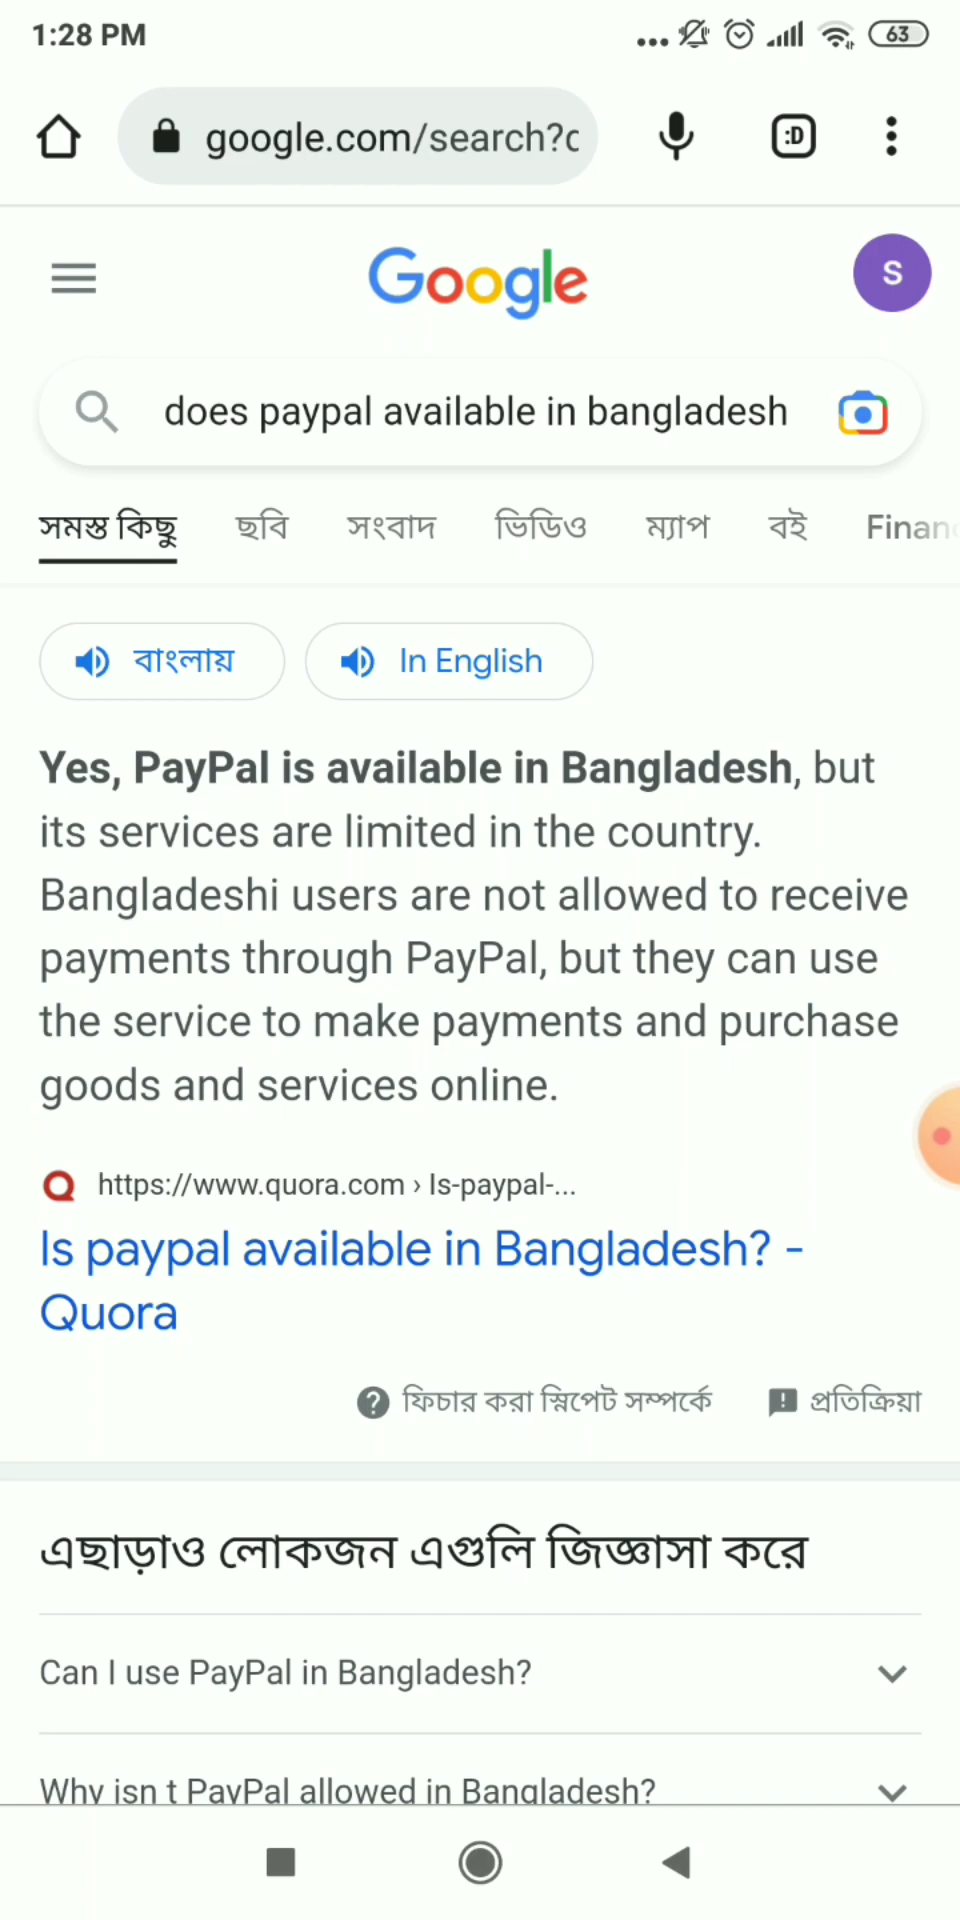 1:28 PM
63
google.com/search?
:D
Google
S
does paypal available in bangladesh
সমস্ত কিছু ছবি সংবাদ ভিডিও ম্যাপ বই Finan
বাংলায় In English
Yes, PayPal is available in Bangladesh, but
its services are limited in the country.
Bangladeshi users are not allowed to receive
payments through PayPal, but they can use
the service to make payments and purchase
goods and services online.
https://www.quora.com › Is-paypal-...
Is paypal available in Bangladesh? -
Quora
ফিচার করা স্নিপেট সম্পর্কে প্রতিক্রিয়া
এছাড়াও লোকজন এগুলি জিজ্ঞাসা করে
Can I use PayPal in Bangladesh?
Why isn t PayPal allowed in Bangladesh?